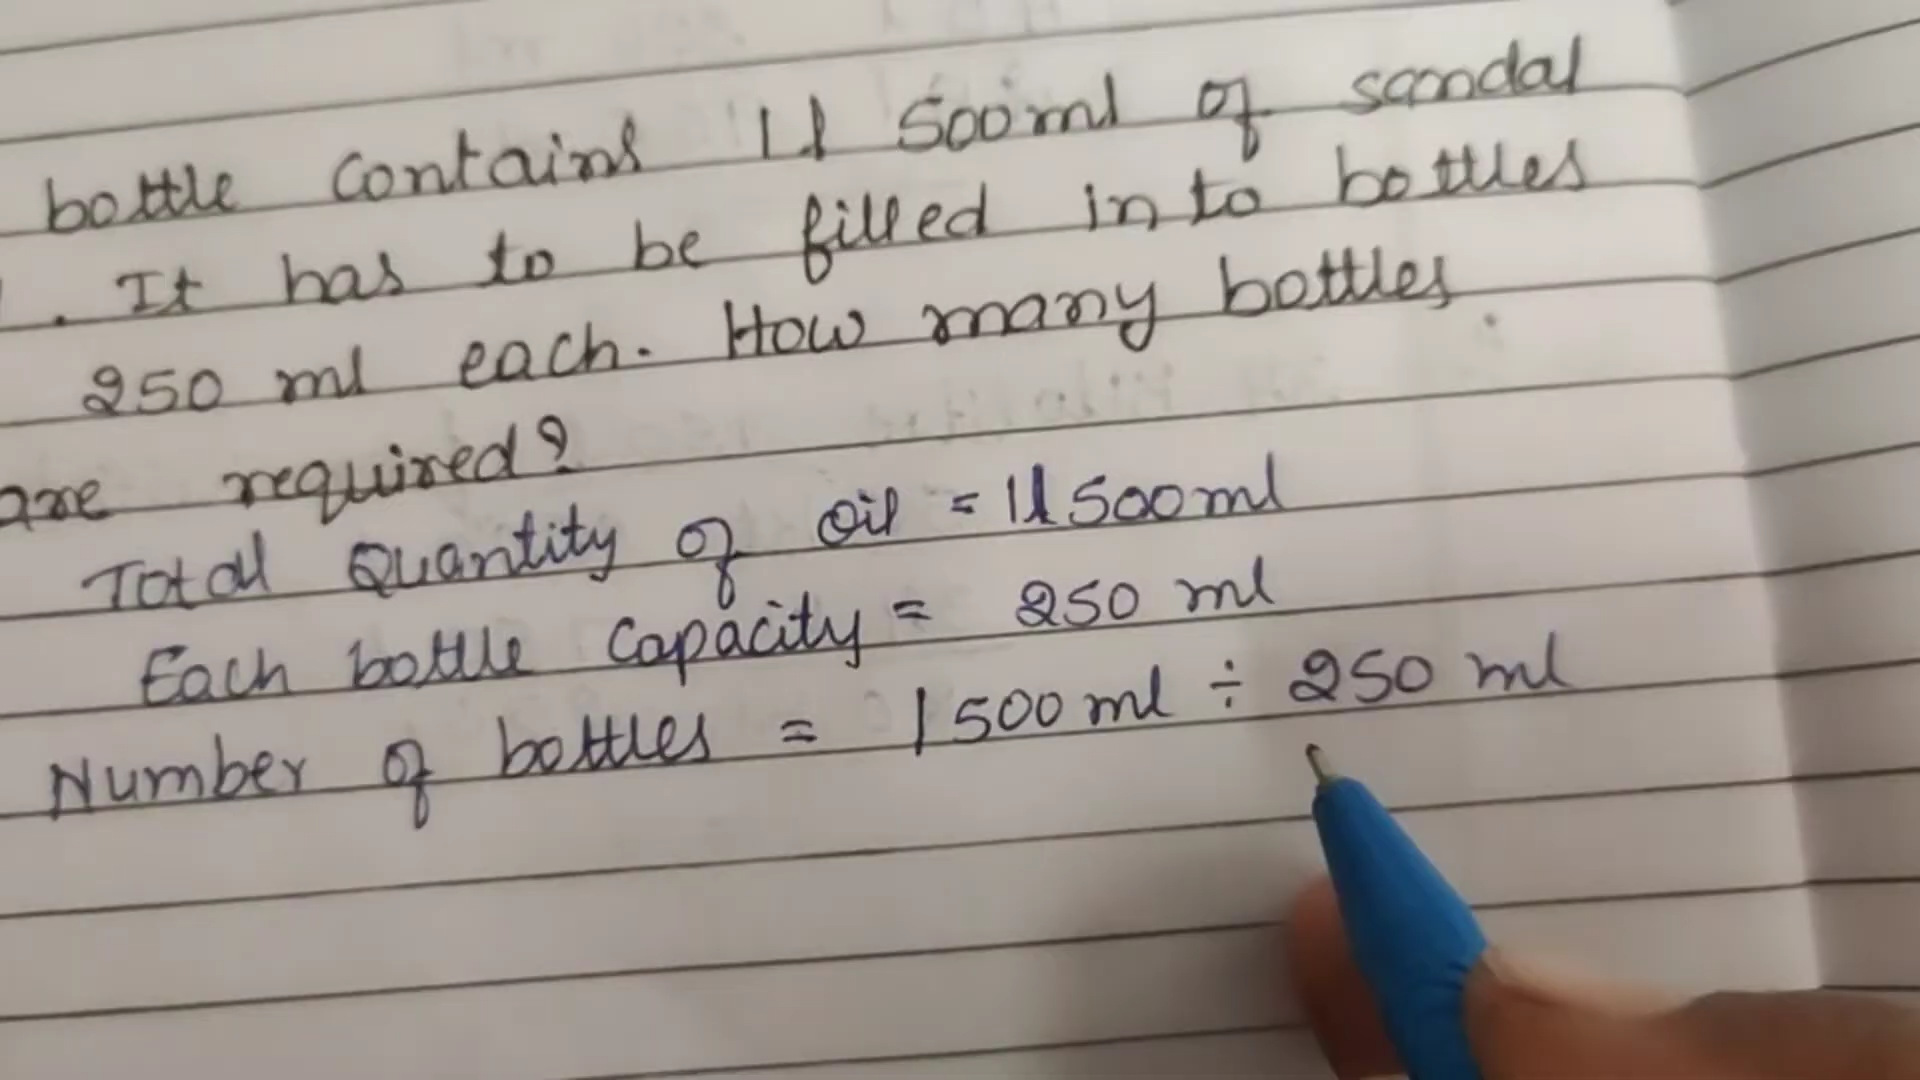 bottle contains 1l 500ml of sandal
. It has to be filled in to bottles
250 ml each. How many bottles
are required?
Total Quantity of oil = 1l 500ml
Each bottle capacity = 250 ml
Number of bottles = 1500ml ÷ 250 ml